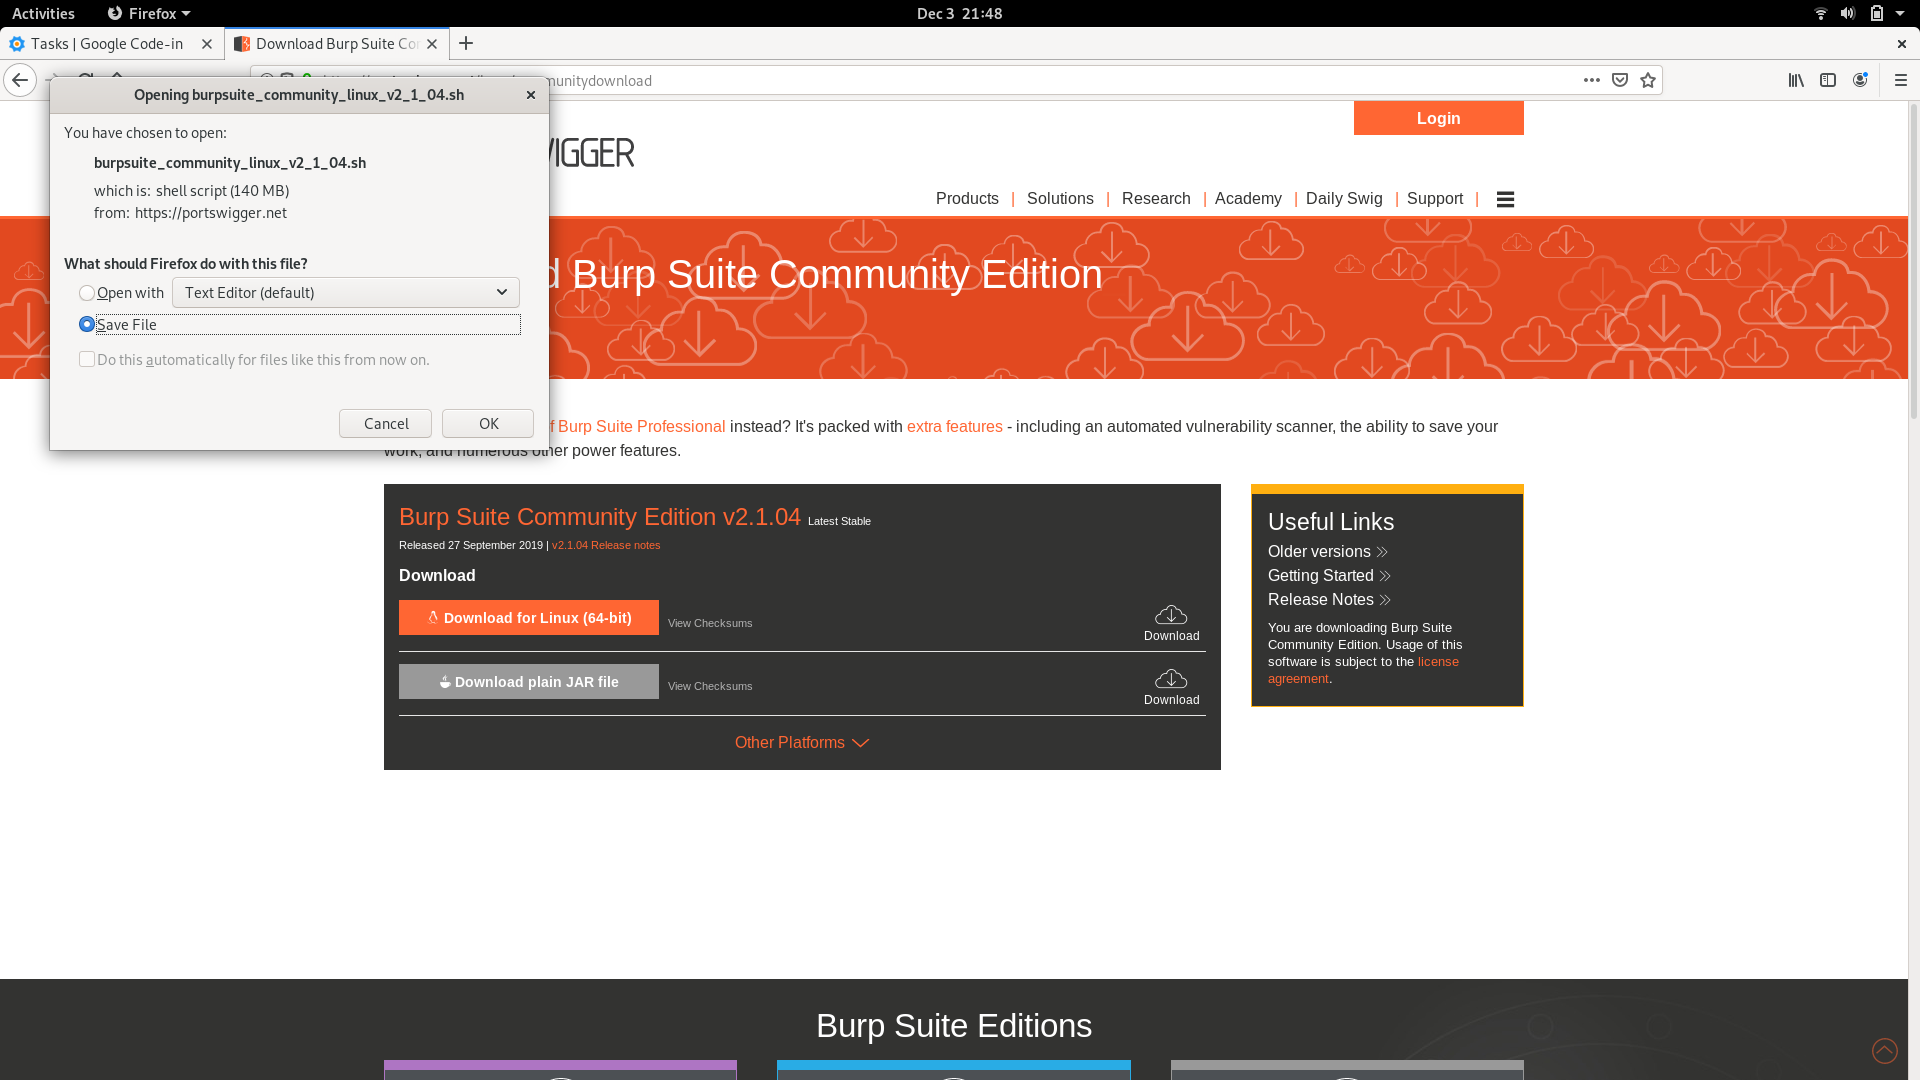 Activities
Firefox
Dec 3 21:48
Tasks | Google Code-in
Download Burp Suite Co
munitydownload
Opening burpsuite_community_linux_v2_1_04.sh
You have chosen to open:
burpsuite_community_linux_v2_1_04.sh
which is: shell script (140 MB)
from: https://portswigger.net
What should Firefox do with this file?
Open with
Text Editor (default)
Save File
Do this automatically for files like this from now on.
Cancel
OK
Login
IGGER
Products | Solutions | Research | Academy | Daily Swig | Support |
d Burp Suite Community Edition
f Burp Suite Professional instead? It's packed with extra features - including an automated vulnerability scanner, the ability to save your
work, and numerous other power features.
Burp Suite Community Edition v2.1.04 Latest Stable
Released 27 September 2019 | v2.1.04 Release notes
Download
Download for Linux (64-bit)
View Checksums
Download
Download plain JAR file
View Checksums
Download
Other Platforms
Useful Links
Older versions
Getting Started
Release Notes
You are downloading Burp Suite
Community Edition. Usage of this
software is subject to the license
agreement.
Burp Suite Editions